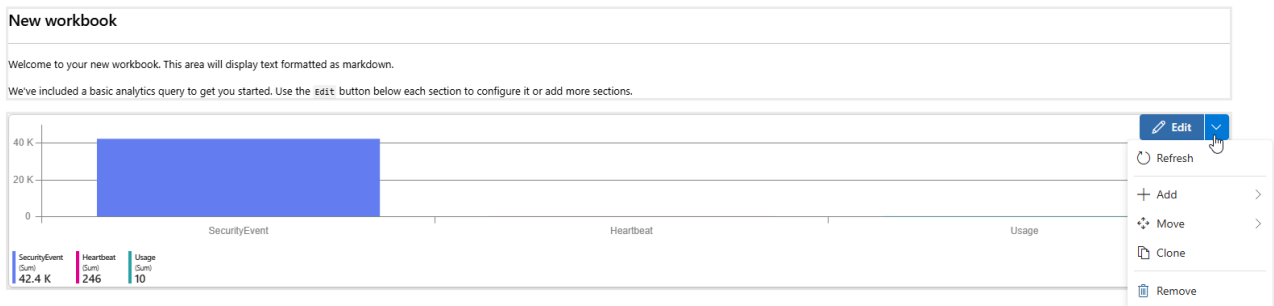 New workbook
Welcome to your new workbook. This area will display text formatted as markdown.
We've included a basic analytics query to get you started. Use the Edit button below each section to configure it or add more sections.
Edit
Refresh
Add
Move
Clone
Remove
40 K
20 K
0
SecurityEvent
Heartbeat
Usage
SecurityEvent
(Sum)
42.4 K
Heartbeat
(Sum)
246
Usage
(Sum)
10